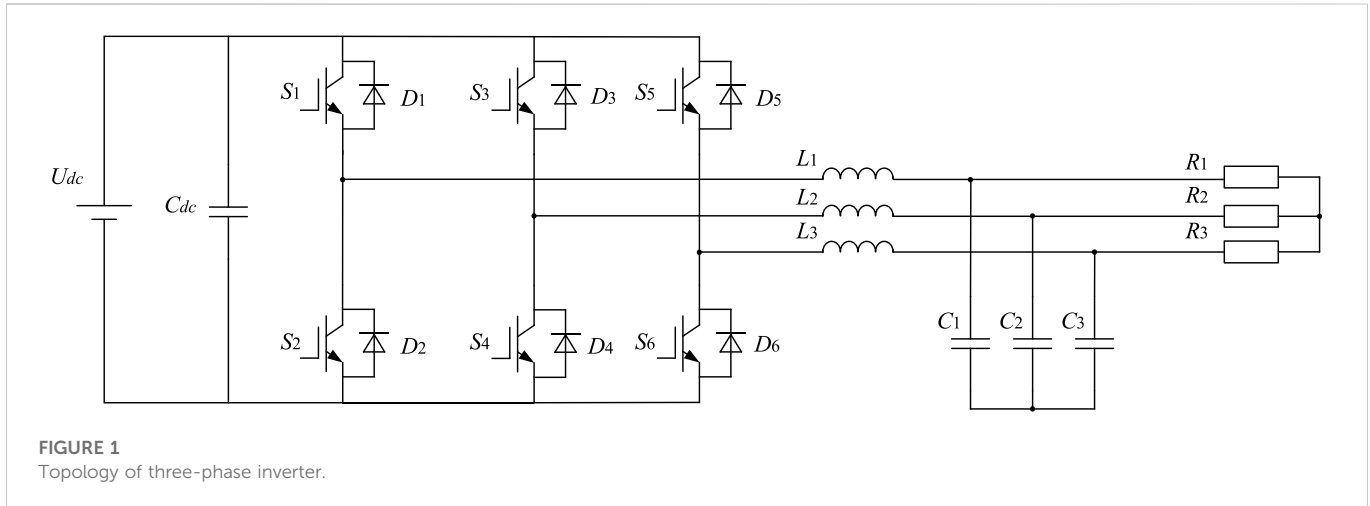 S1
D1
S3
D3
S5
D5
Udc
Cdc
L1
R1
L2
R2
L3
R3
S2
D2
S4
D4
S6
D6
C1
C2
C3
FIGURE 1
Topology of three-phase inverter.